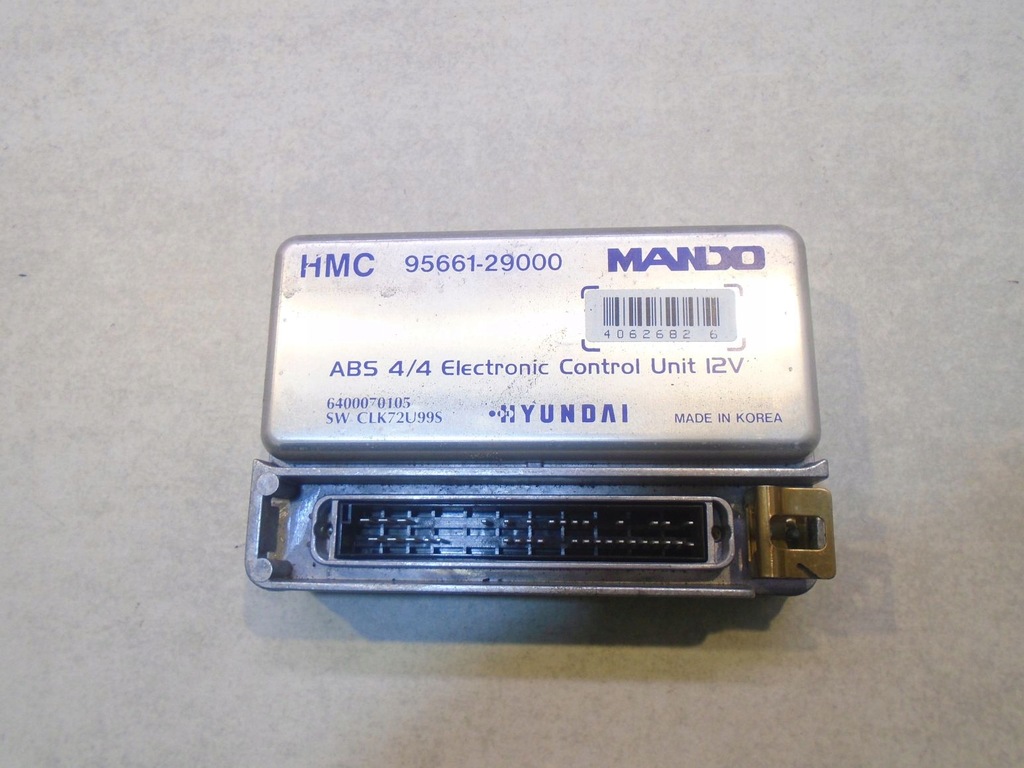 HMC 95661-29000 MANDO
4062682 6
ABS 4/4 Electronic Control Unit 12V
6400070105
SW CLK72U99S HYUNDAI MADE IN KOREA